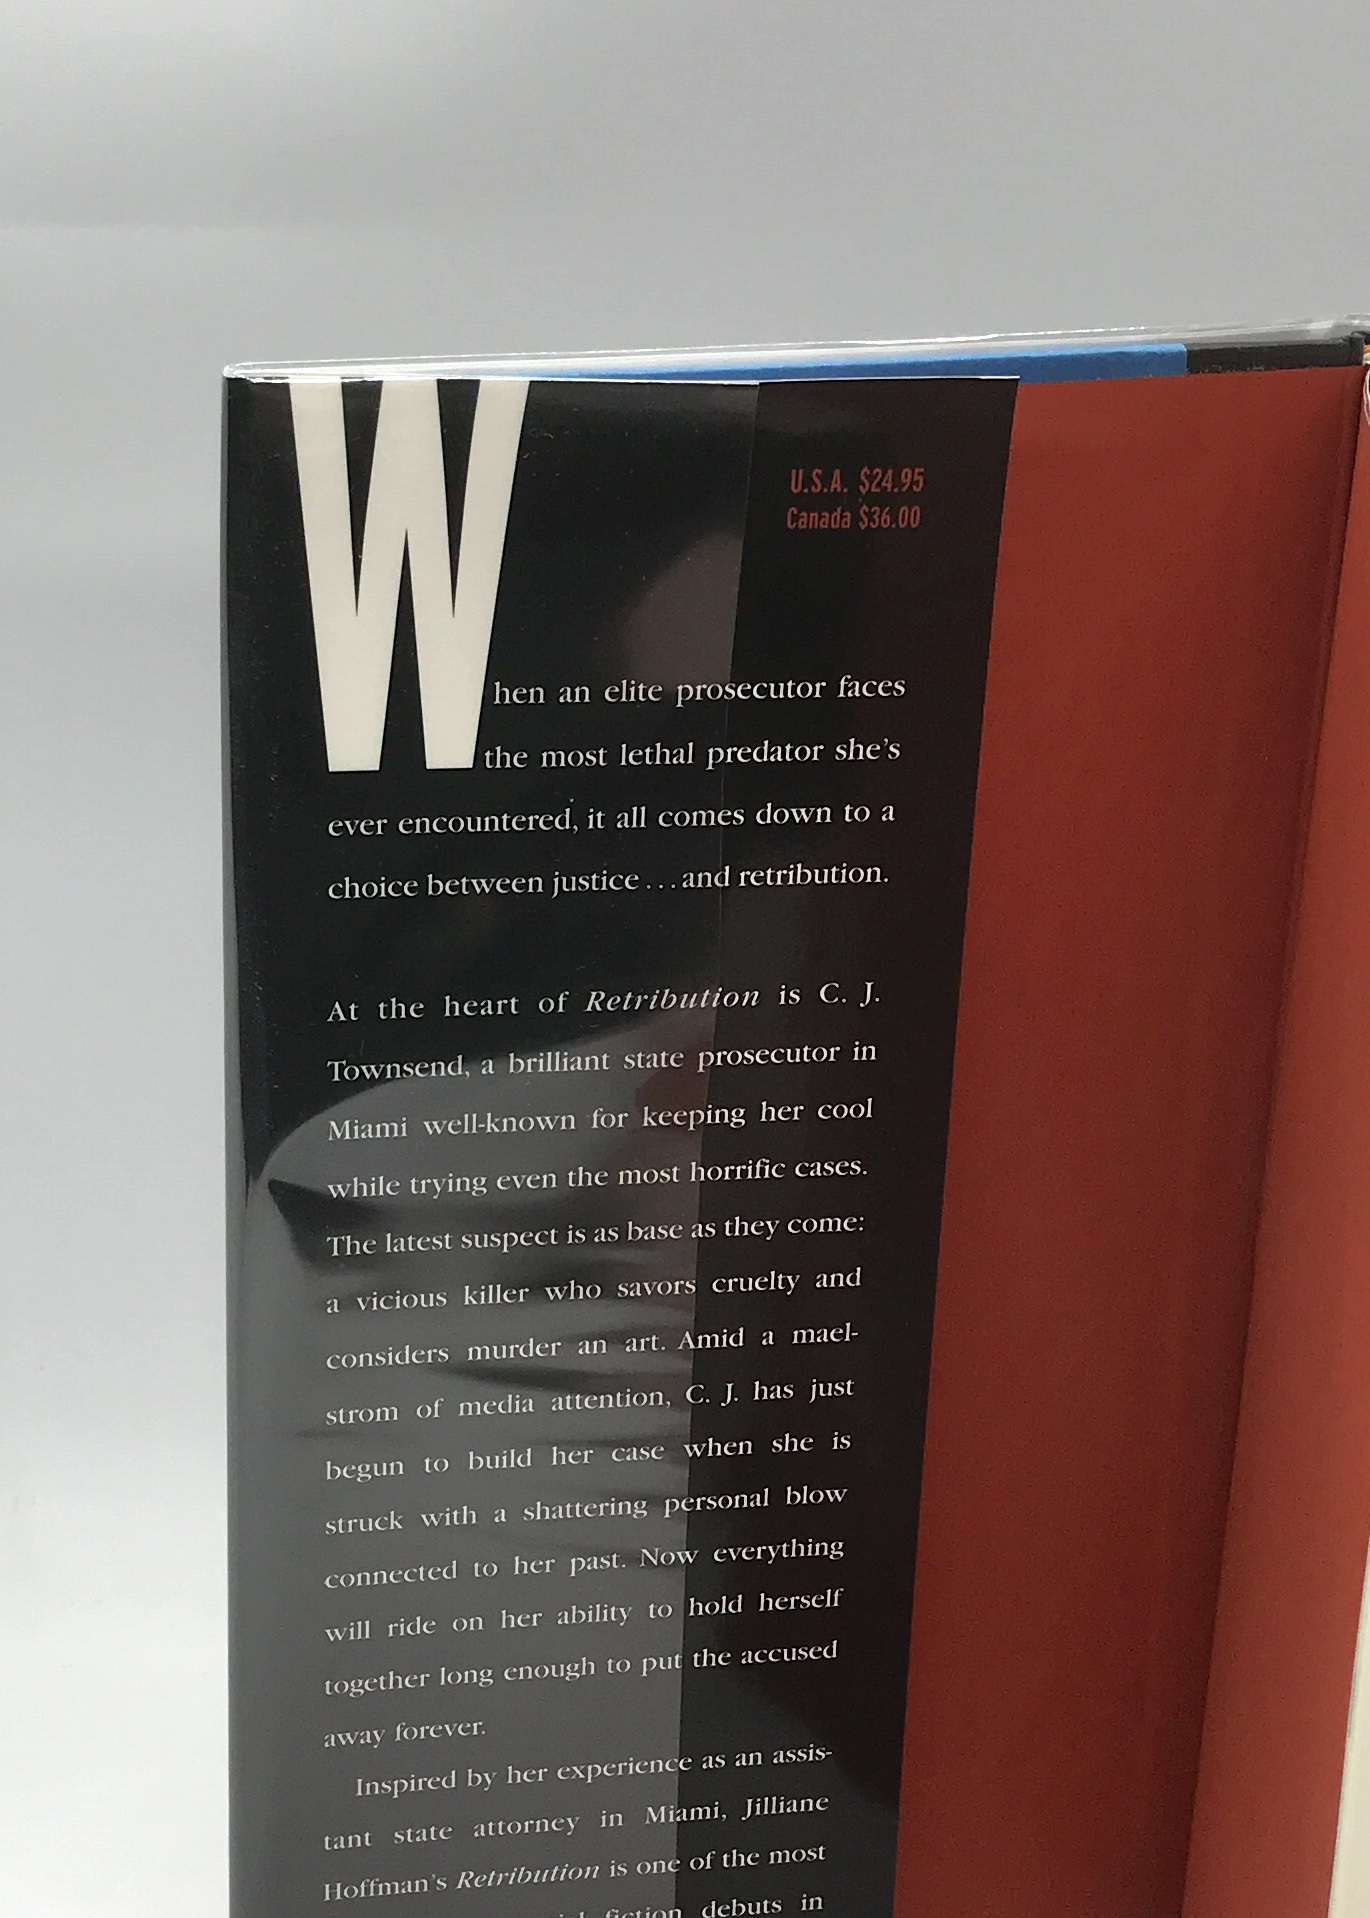 U.S.A. $24.95
Canada $36.00
When an elite prosecutor faces
the most lethal predator she's
ever encountered, it all comes down to a
choice between justice...and retribution.
At the heart of Retribution is C. J.
Townsend, a brilliant state prosecutor in
Miami well-known for keeping her cool
while trying even the most horrific cases.
The latest suspect is as base as they come:
a vicious killer who savors cruelty and
considers murder an art. Amid a mael-
strom of media attention, C. J. has just
begun to build her case when she is
struck with a shattering personal blow
connected to her past. Now everything
will ride on her ability to hold herself
together long enough to put the accused
away forever.
Inspired by her experience as an assis-
tant state attorney in Miami, Jilliane
Hoffman's Retribution is one of the most
fiction debuts in